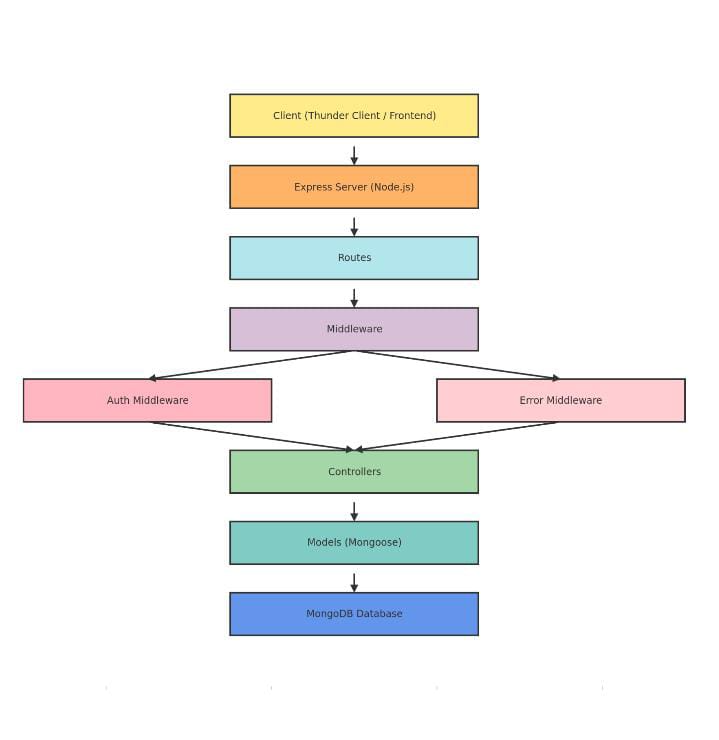 Client (Thunder Client / Frontend)
Express Server (Node.js)
Routes
Middleware
Auth Middleware
Error Middleware
Controllers
Models (Mongoose)
MongoDB Database